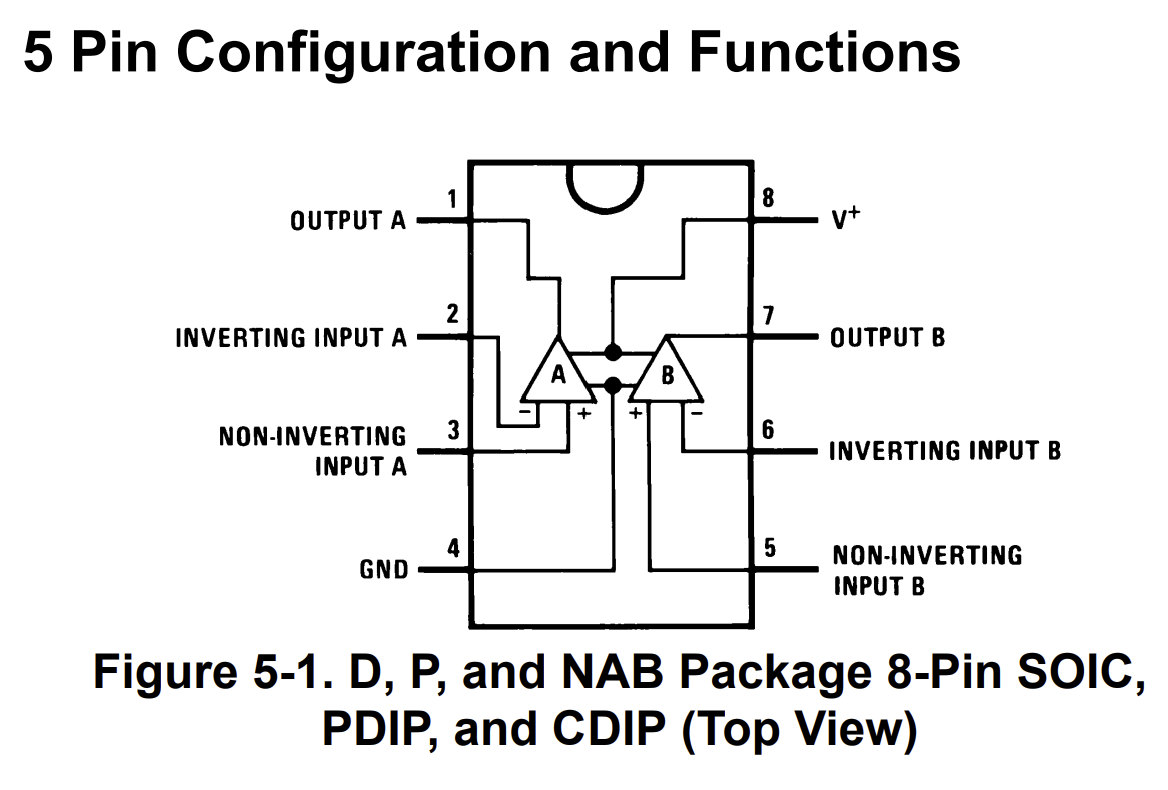 5 Pin Configuration and Functions
1
OUTPUT A
8
V+
2
INVERTING INPUT A
7
OUTPUT B
A
B
- + + -
3
NON-INVERTING
INPUT A
6
INVERTING INPUT B
4
GND
5
NON-INVERTING
INPUT B
Figure 5-1. D, P, and NAB Package 8-Pin SOIC,
PDIP, and CDIP (Top View)